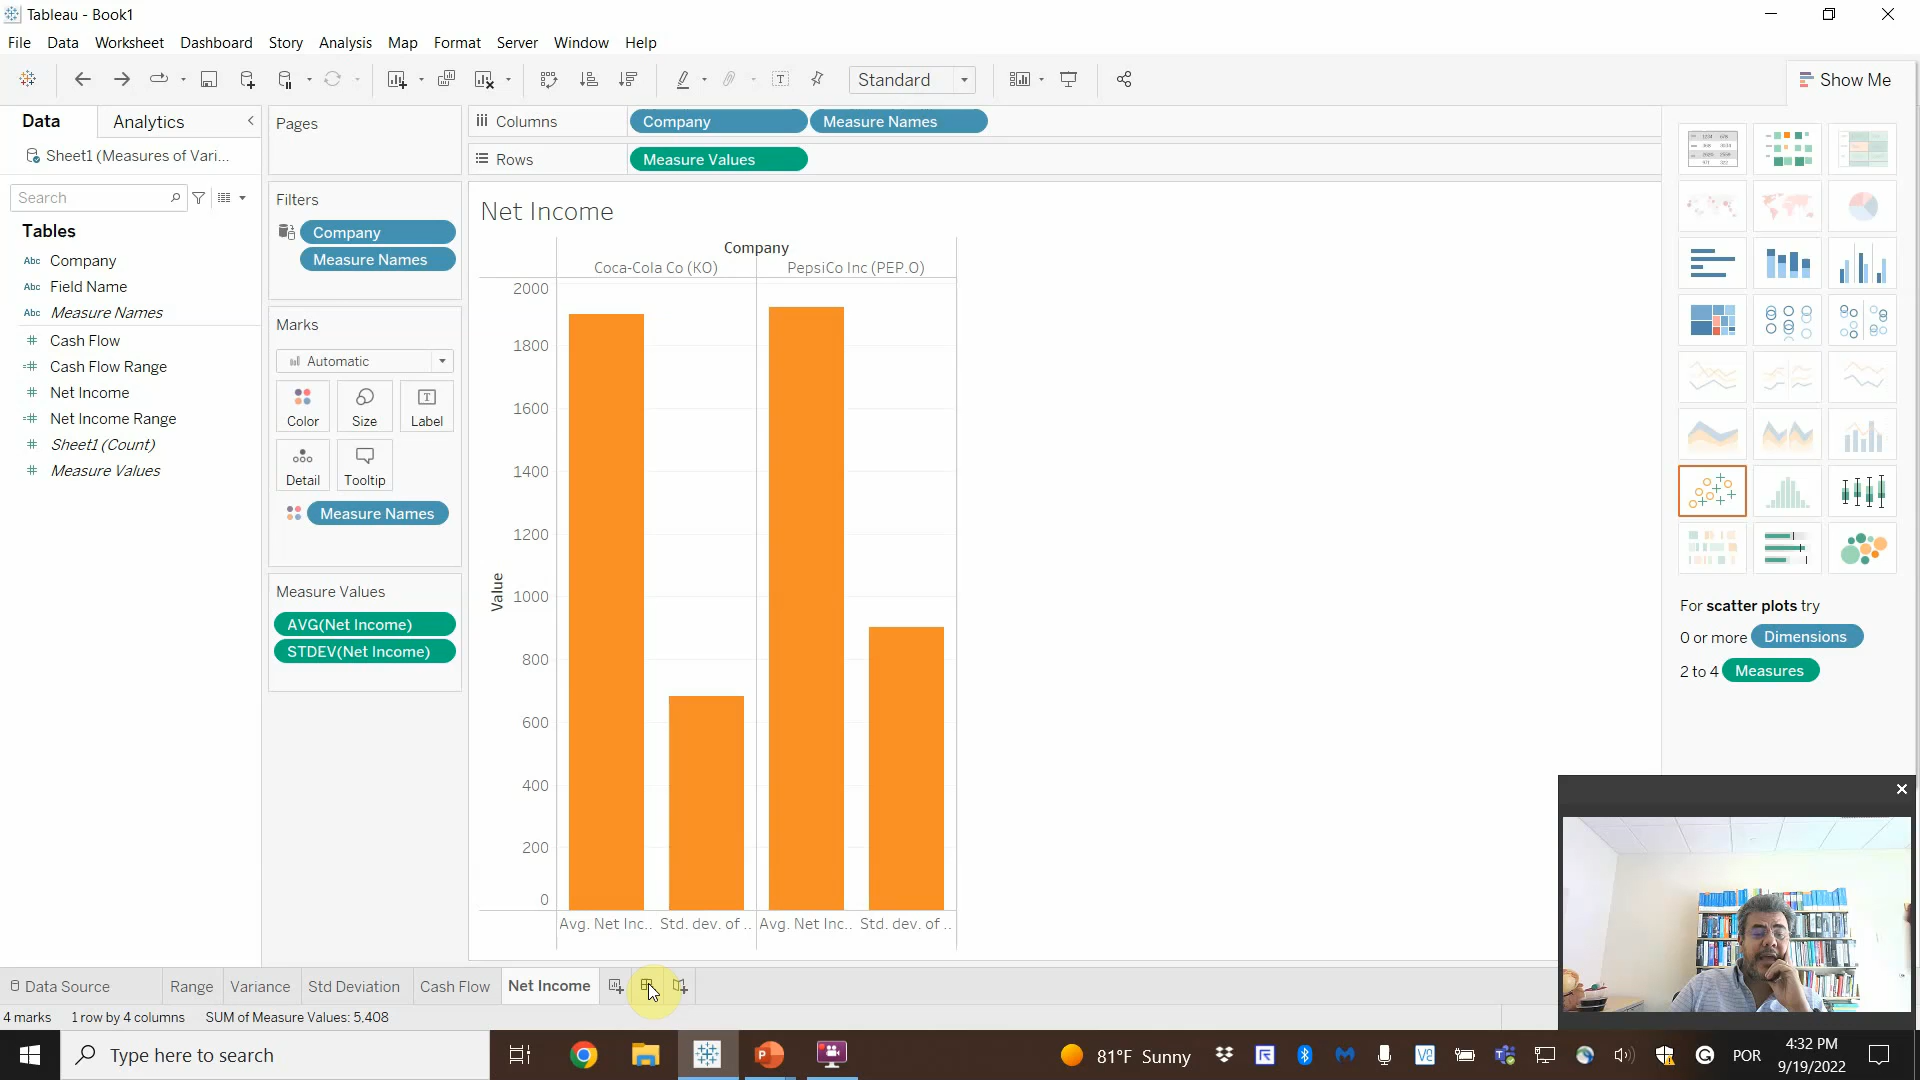 Tableau - Book1
File Data Worksheet Dashboard Story Analysis Map Format Server Window Help
Standard
Show Me
Data
Analytics
Sheet1 (Measures of Vari...
Search
Tables
Abc Company
Abc Field Name
Abc Measure Names
# Cash Flow
=# Cash Flow Range
# Net Income
=# Net Income Range
# Sheet1 (Count)
# Measure Values
Pages
Filters
Company
Measure Names
Marks
Automatic
Color
Size
Label
Detail
Tooltip
Measure Names
Measure Values
AVG(Net Income)
STDEV(Net Income)
Columns
Company
Measure Names
Rows
Measure Values
Net Income
Company
Coca-Cola Co (KO)
PepsiCo Inc (PEP.O)
Value
2000
1800
1600
1400
1200
1000
800
600
400
200
0
Avg. Net Inc.. Std. dev. of .. Avg. Net Inc.. Std. dev. of ..
For scatter plots try
0 or more Dimensions
2 to 4 Measures
Data Source
Range
Variance
Std Deviation
Cash Flow
Net Income
4 marks
1 row by 4 columns
SUM of Measure Values: 5,408
Type here to search
81°F Sunny
POR
4:32 PM
9/19/2022